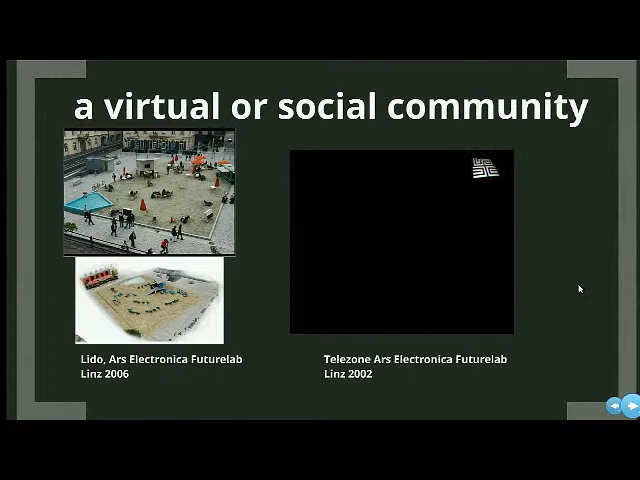 a virtual or social community
Lido, Ars Electronica Futurelab
Linz 2006
Telezone Ars Electronica Futurelab
Linz 2002